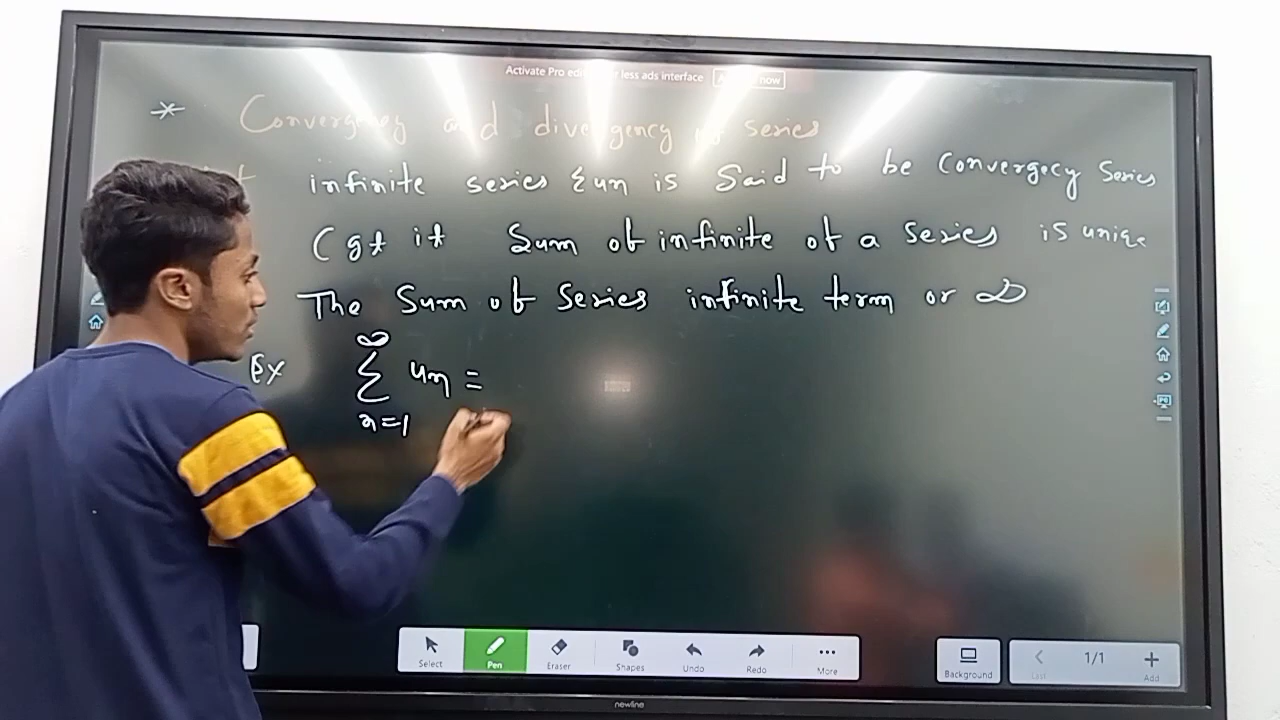 Activate Pro less ads interface now
* Convergency and divergency of series
infinite series Σun is Said to be Convergecy Series
(gt it Sum of infinite of a series is uniqe
The Sum of Series infinite term or ∞
Ex ∞ Σ n=1 un =
Select Pen Eraser Shapes Undo Redo More Background Last 1/1 Add
newline